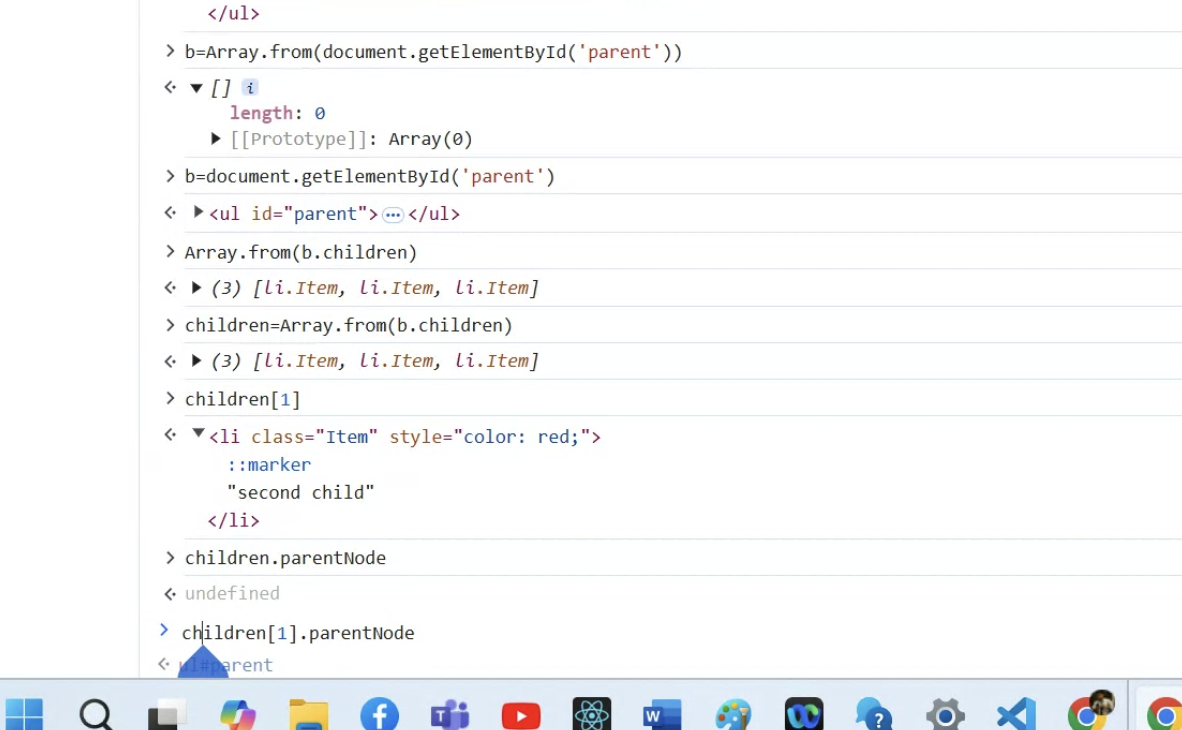 </ul>
> b=Array.from(document.getElementById('parent'))
<· ▼ [] i
length: 0
▶ [[Prototype]]: Array(0)
> b=document.getElementById('parent')
<· ▶ <ul id="parent">⋯</ul>
> Array.from(b.children)
<· ▶ (3) [li.Item, li.Item, li.Item]
> children=Array.from(b.children)
<· ▶ (3) [li.Item, li.Item, li.Item]
> children[1]
<· ▼ <li class="Item" style="color: red;">
::marker
"second child"
</li>
> children.parentNode
<· undefined
> children[1].parentNode
<· ul#parent